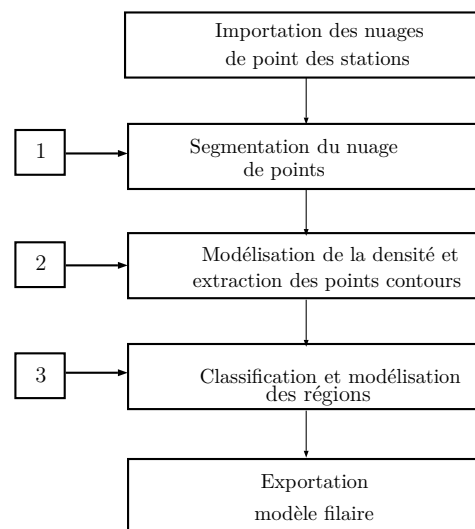 Importation des nuages
de point des stations
1
Segmentation du nuage
de points
2
Modélisation de la densité et
extraction des points contours
3
Classification et modélisation
des régions
Exportation
modèle filaire